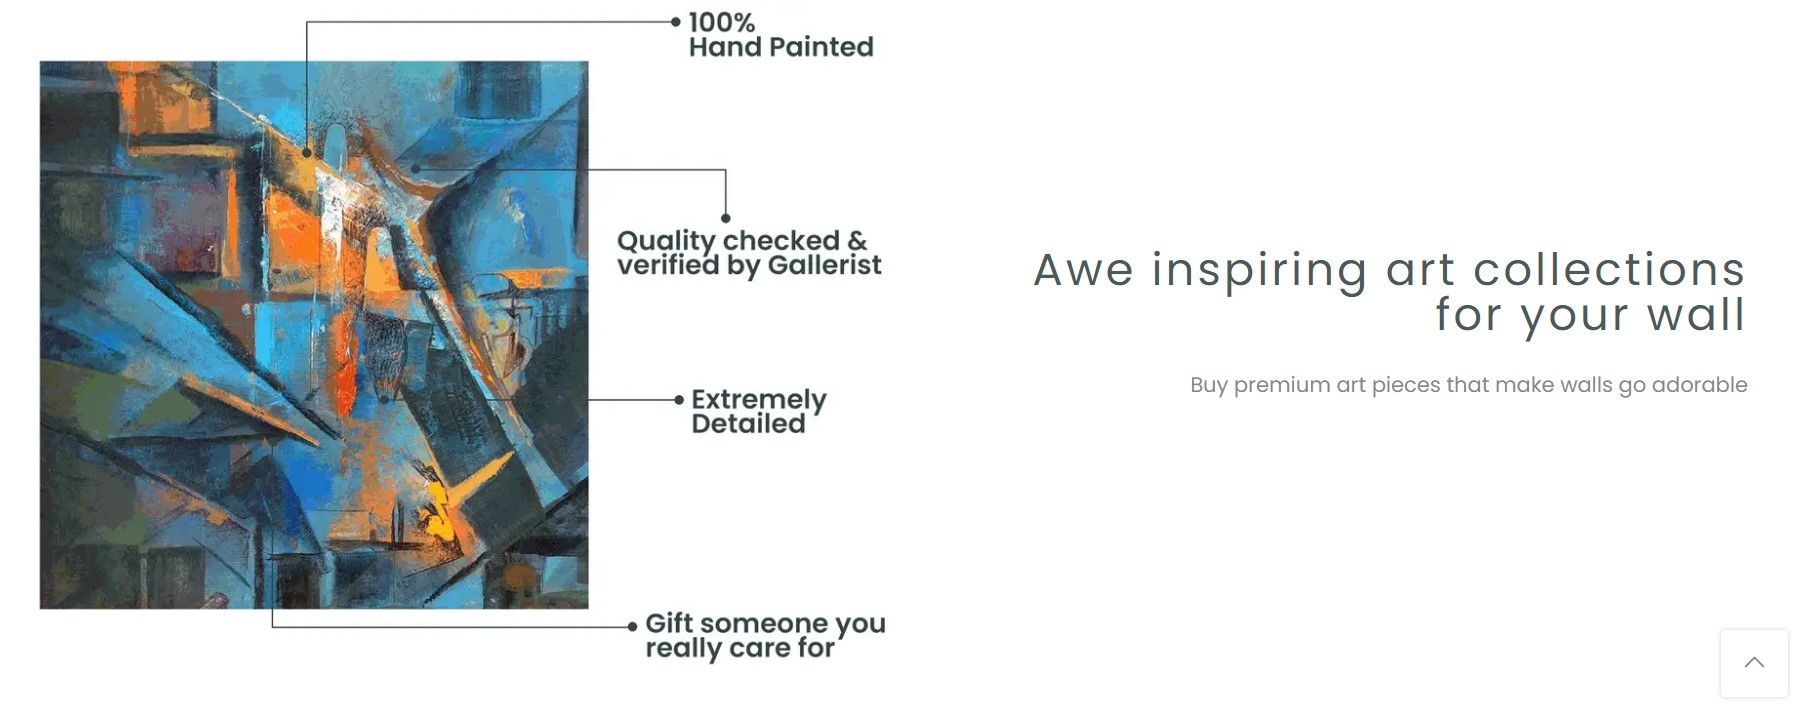 100%
Hand Painted
Quality checked &
verified by Gallerist
Extremely
Detailed
Gift someone you
really care for
Awe inspiring art collections
for your wall
Buy premium art pieces that make walls go adorable